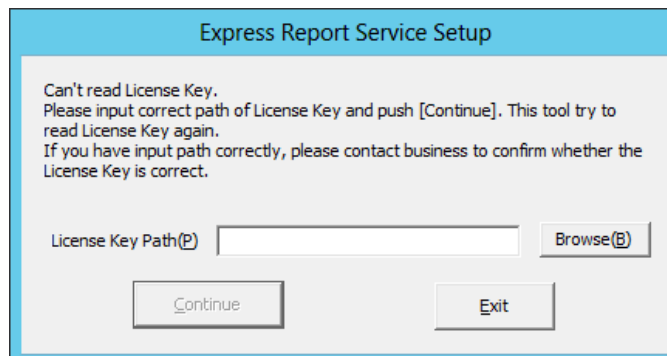 Express Report Service Setup
Can't read License Key.
Please input correct path of License Key and push [Continue]. This tool try to
read License Key again.
If you have input path correctly, please contact business to confirm whether the
License Key is correct.
License Key Path(P)
Browse(B)
Continue
Exit